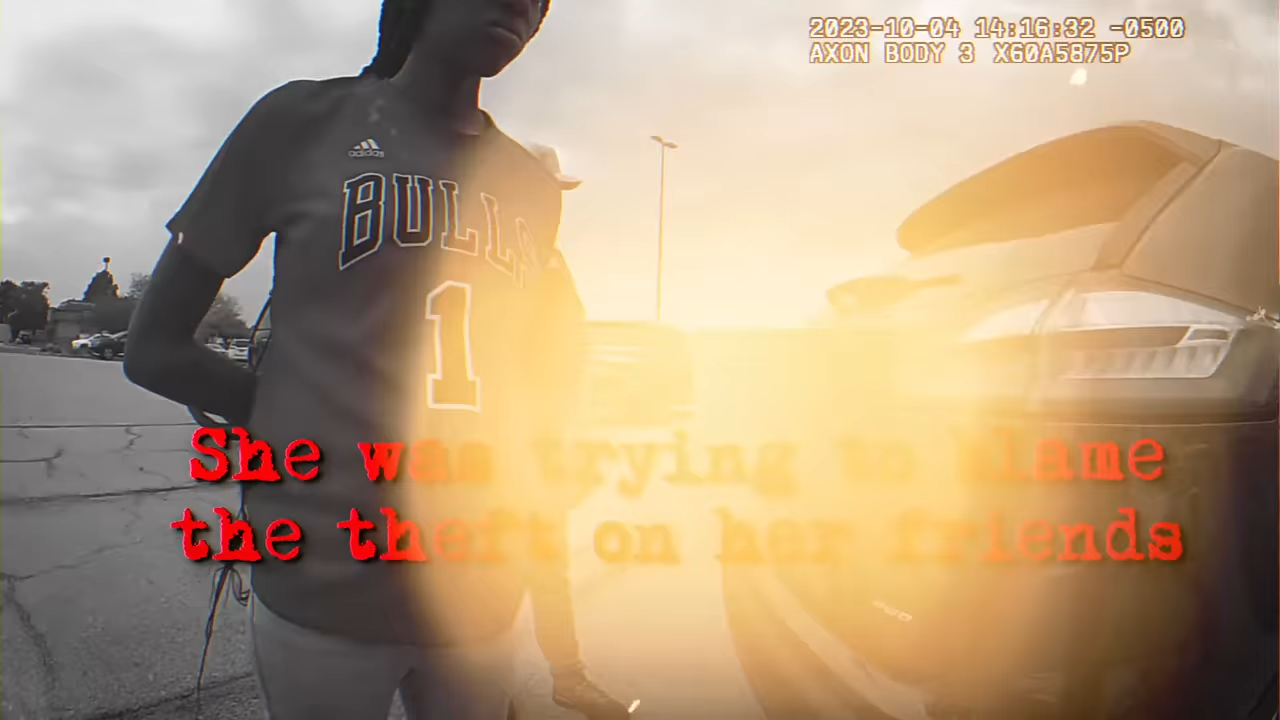 2023-10-04 14:16:32 -0500
AXON BODY 3 X60A5875P
adidas
BULLS
1
She was trying to blame
the theft on her friends